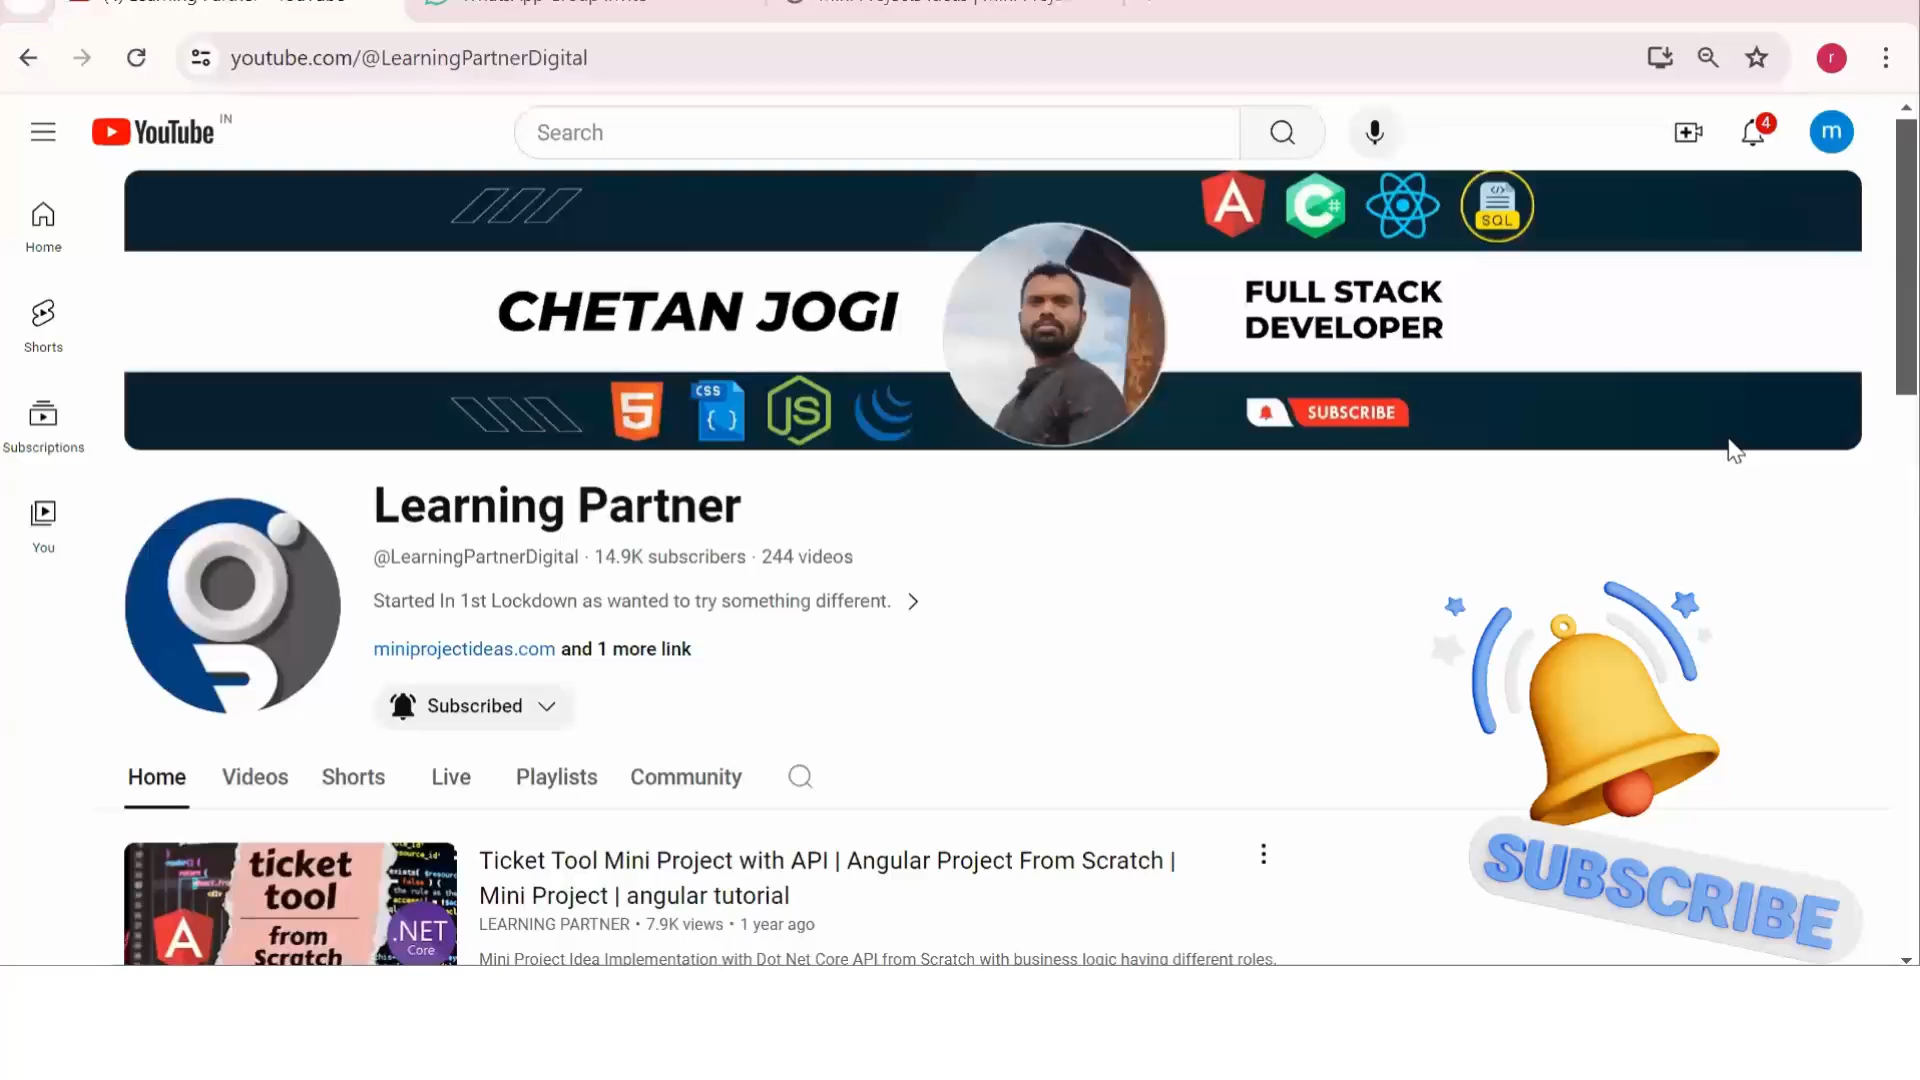 youtube.com/@LearningPartnerDigital
r
YouTube IN
Search
4
m
Home
Shorts
Subscriptions
You
SQL
CHETAN JOGI
FULL STACK
DEVELOPER
5
CSS
JS
SUBSCRIBE
Learning Partner
@LearningPartnerDigital · 14.9K subscribers · 244 videos
Started In 1st Lockdown as wanted to try something different.
miniprojectideas.com and 1 more link
Subscribed
Home Videos Shorts Live Playlists Community
SUBSCRIBE
ticket
tool
from
Scratch
.NET
Core
Ticket Tool Mini Project with API | Angular Project From Scratch |
Mini Project | angular tutorial
LEARNING PARTNER • 7.9K views • 1 year ago
Mini Project Idea Implementation with Dot Net Core API from Scratch with business logic having different roles.